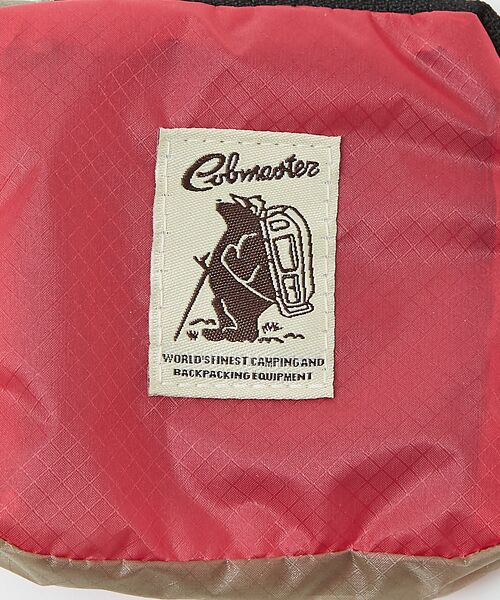 Cobmaster
WORLD'S FINEST CAMPING AND
BACKPACKING EQUIPMENT